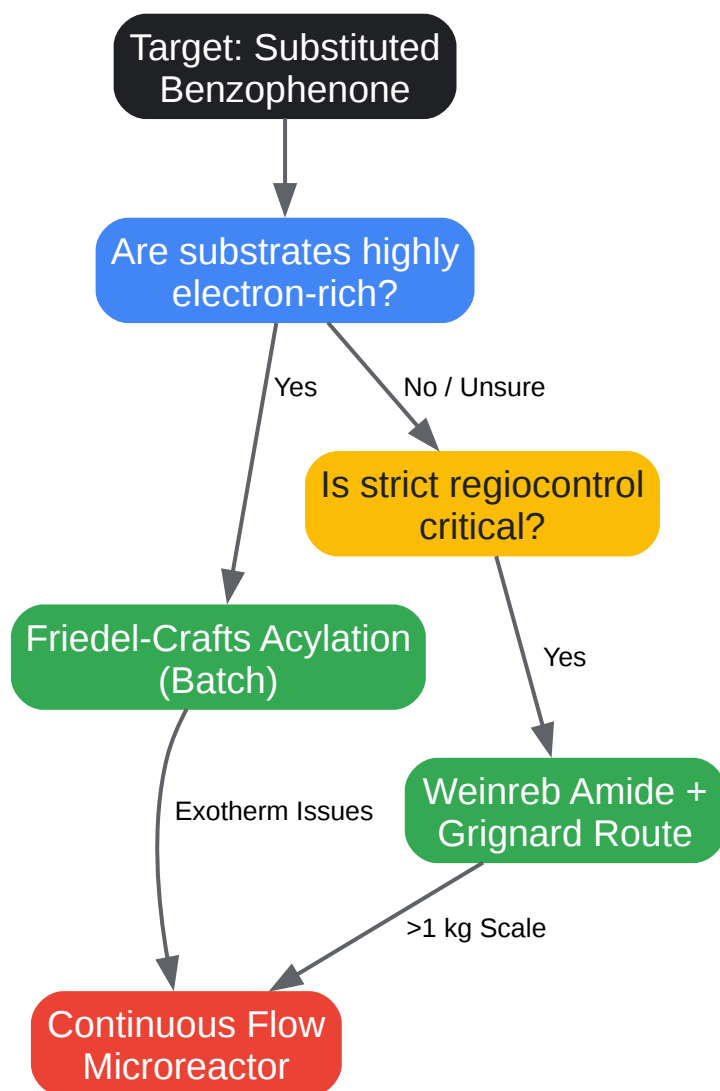 Target: Substituted
Benzophenone
Are substrates highly
electron-rich?
Yes
No / Unsure
Is strict regiocontrol
critical?
Friedel-Crafts Acylation
(Batch)
Yes
Weinreb Amide +
Grignard Route
Exotherm Issues
>1 kg Scale
Continuous Flow
Microreactor